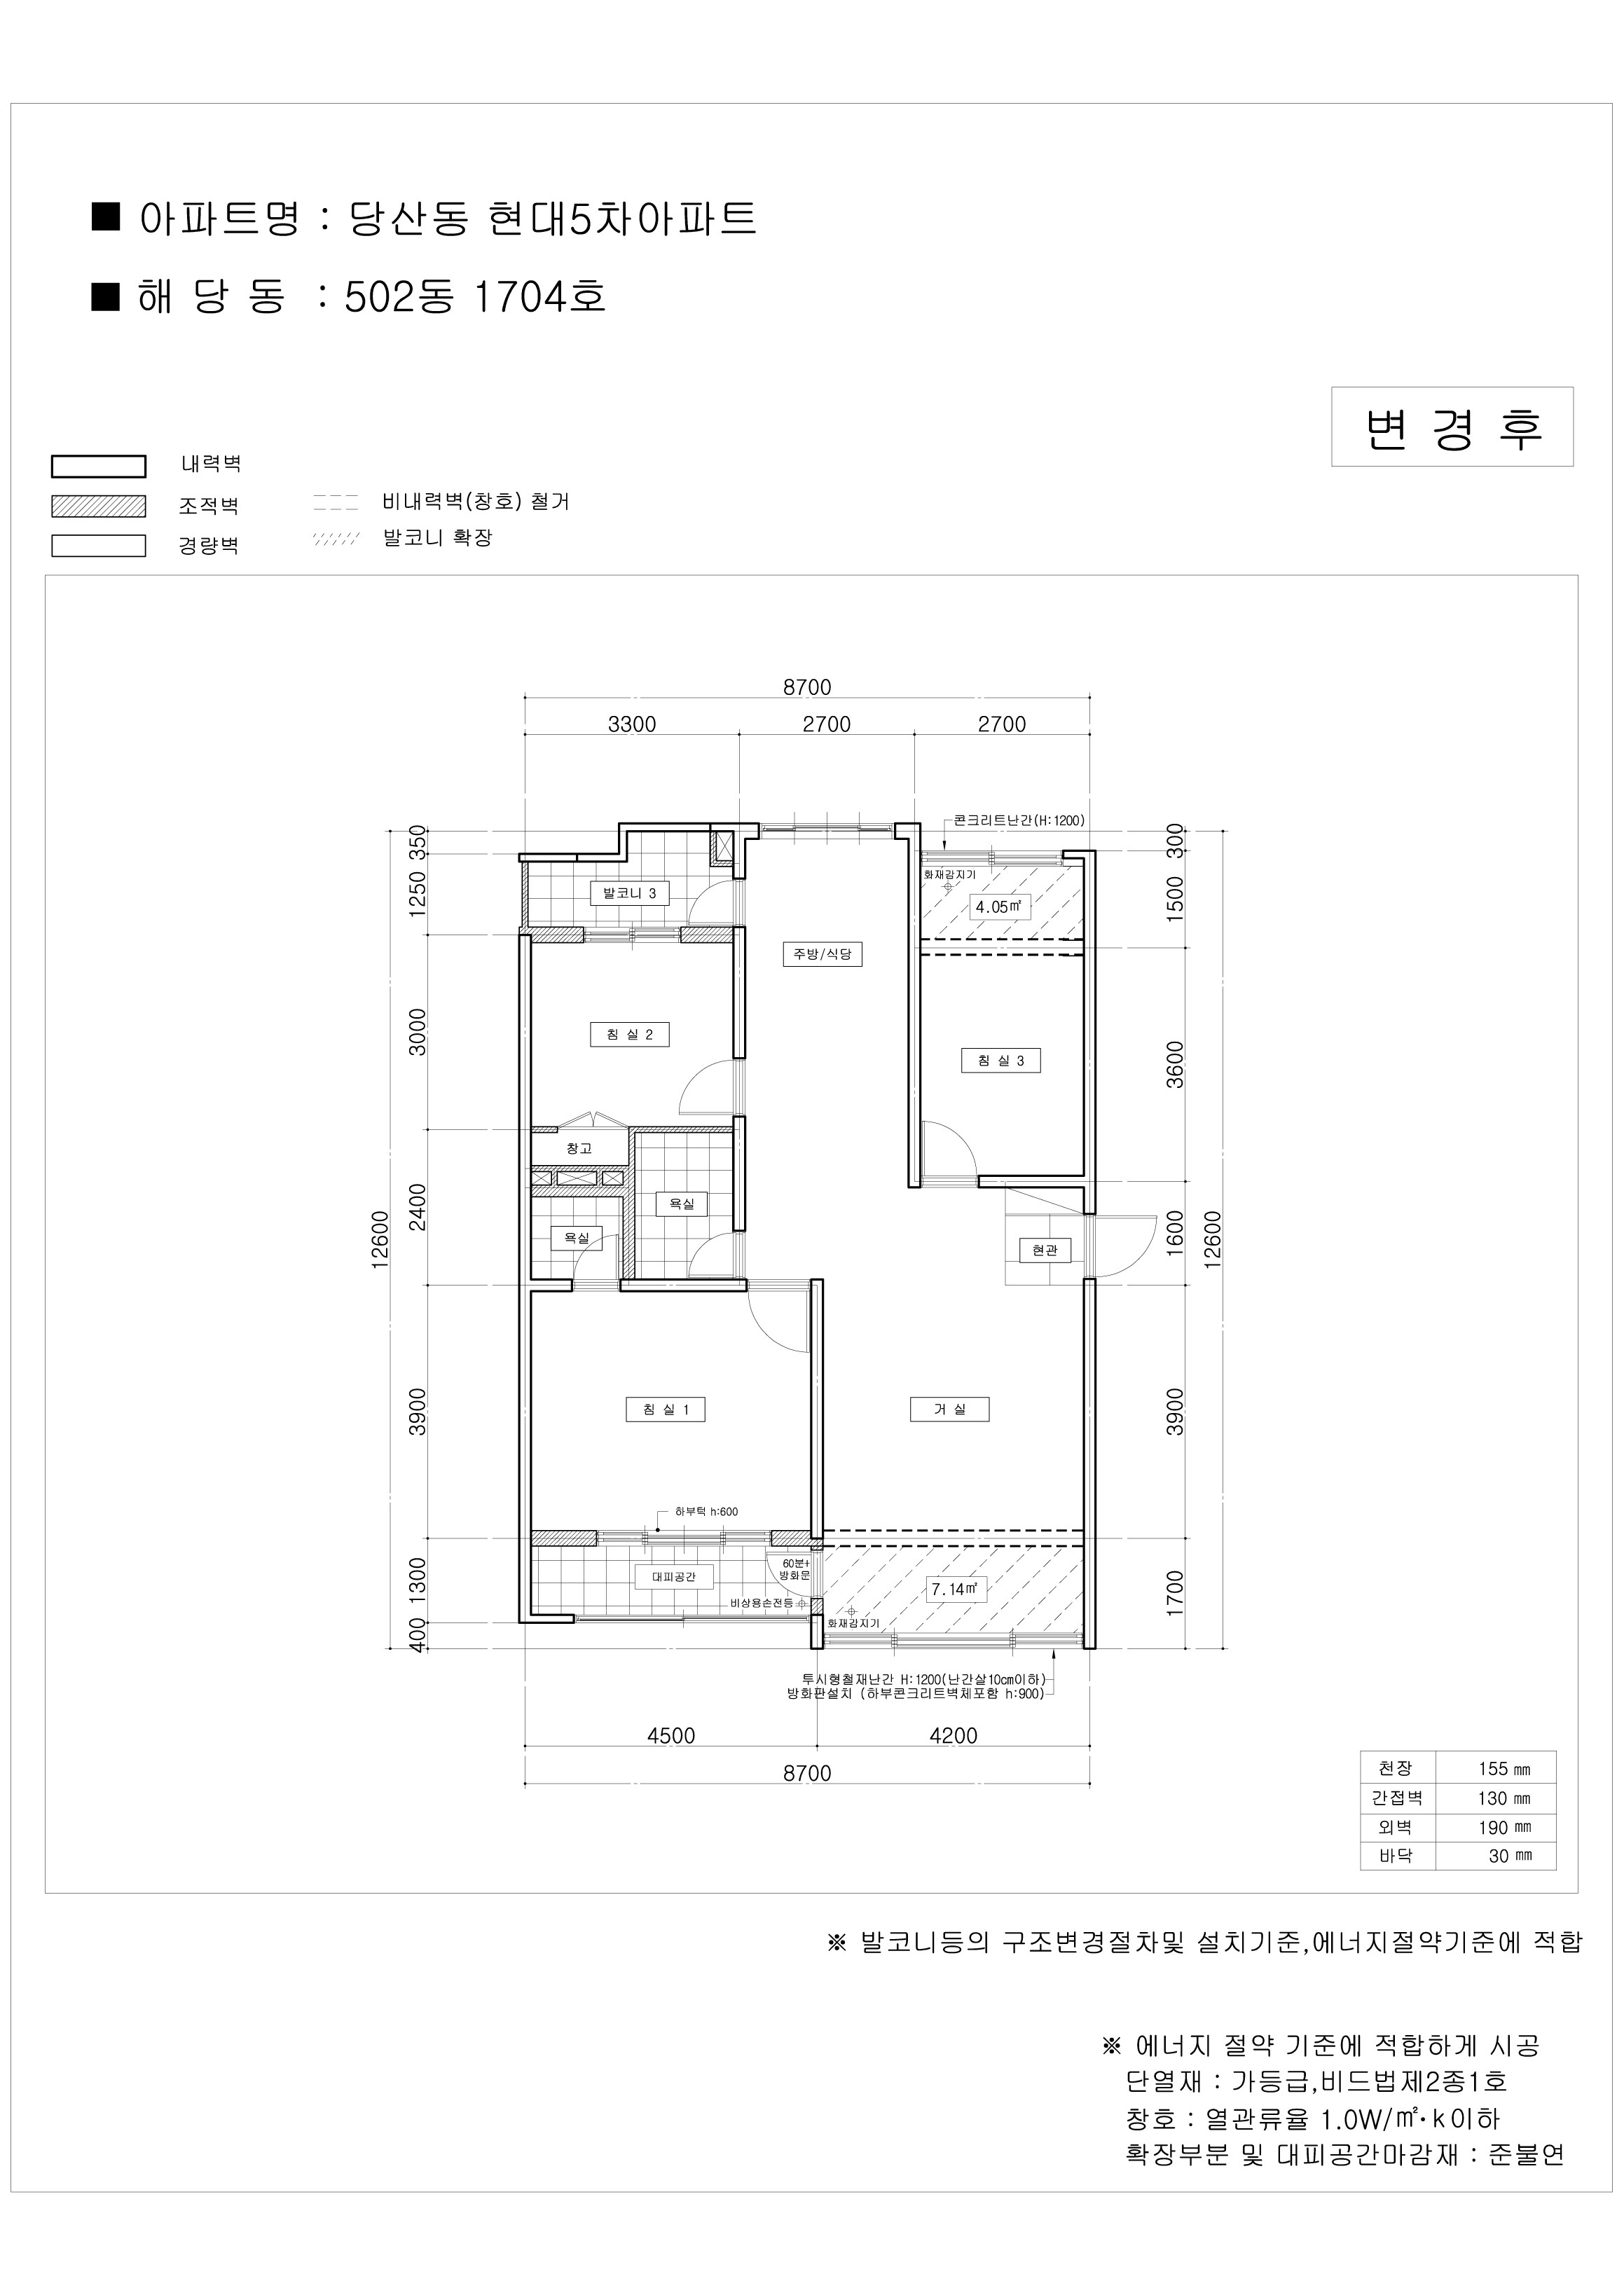 ■ 아파트명 : 당산동 현대5차아파트
■ 해 당 동 : 502동 1704호
변 경 후
내력벽
조적벽
경량벽
비내력벽(창호) 철거
발코니 확장
8700
3300 2700 2700
콘크리트난간(H:1200)
화재감지기
4.05㎡
350
1250
3000
2400
3900
1300
400
12600
300
1500
3600
1600
3900
1700
12600
발코니 3
주방/식당
침 실 2
침 실 3
창고
욕실
욕실
현관
침 실 1
거 실
하부턱 h:600
60분+
방화문
대피공간
비상용손전등
7.14㎡
화재감지기
투시형철재난간 H:1200(난간살10cm이하)
방화판설치 (하부콘크리트벽체포함 h:900)
4500 4200
8700
천장 155 ㎜
간접벽 130 ㎜
외벽 190 ㎜
바닥 30 ㎜
※ 발코니등의 구조변경절차및 설치기준,에너지절약기준에 적합
※ 에너지 절약 기준에 적합하게 시공
단열재 : 가등급,비드법제2종1호
창호 : 열관류율 1.0W/㎡·k이하
확장부분 및 대피공간마감재 : 준불연